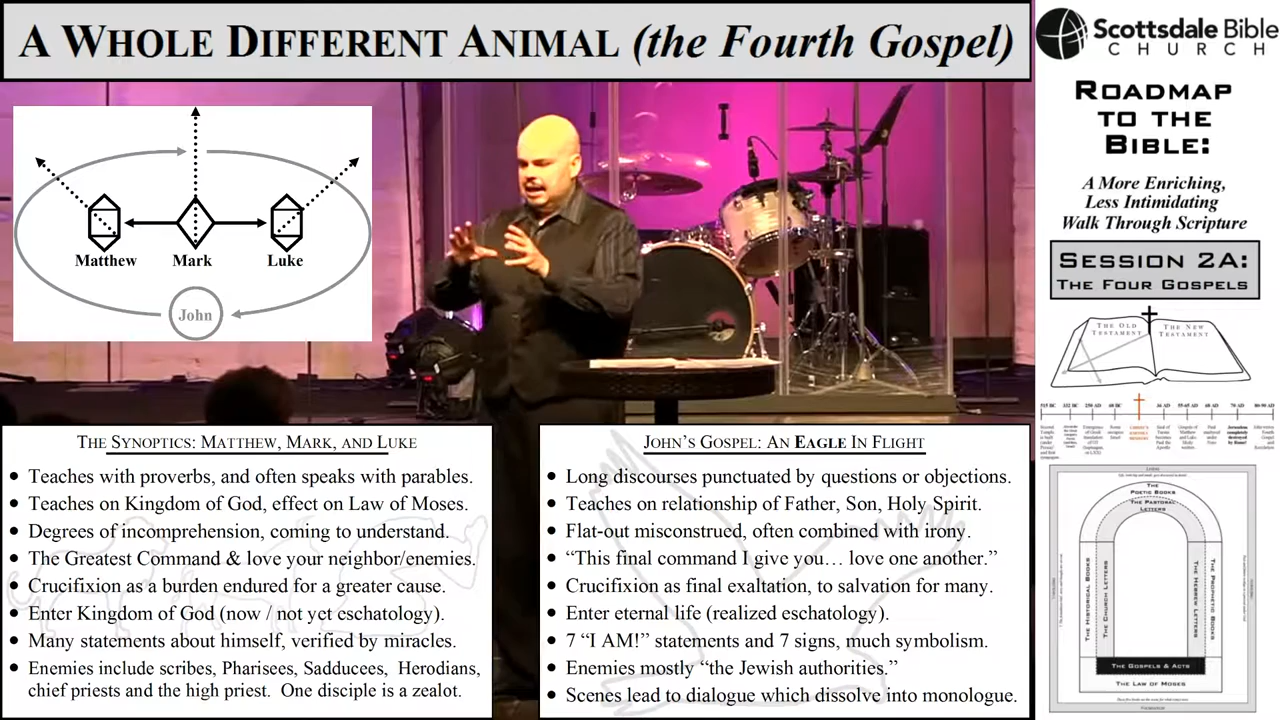 A WHOLE DIFFERENT ANIMAL (the Fourth Gospel)
Matthew
Mark
Luke
John
THE SYNOPTICS: MATTHEW, MARK, AND LUKE
• Teaches with proverbs, and often speaks with parables.
• Teaches on Kingdom of God, effect on Law of Moses.
• Degrees of incomprehension, coming to understand.
• The Greatest Command & love your neighbor/enemies.
• Crucifixion as a burden endured for a greater cause.
• Enter Kingdom of God (now / not yet eschatology).
• Many statements about himself, verified by miracles.
• Enemies include scribes, Pharisees, Sadducees, Herodians,
chief priests and the high priest. One disciple is a zealot.
JOHN'S GOSPEL: AN EAGLE IN FLIGHT
• Long discourses punctuated by questions or objections.
• Teaches on relationship of Father, Son, Holy Spirit.
• Flat-out misconstrued, often combined with irony.
• “This final command I give you… love one another.”
• Crucifixion as final exaltation, to salvation for many.
• Enter eternal life (realized eschatology).
• 7 “I AM!” statements and 7 signs, much symbolism.
• Enemies mostly “the Jewish authorities.”
• Scenes lead to dialogue which dissolve into monologue.
Scottsdale Bible
CHURCH
ROADMAP
TO THE
BIBLE:
A More Enriching,
Less Intimidating
Walk Through Scripture
SESSION 2A:
THE FOUR GOSPELS
THE OLD
TESTAMENT
THE NEW
TESTAMENT
THE
POETIC BOOKS
THE PASTORAL
LETTERS
THE HISTORICAL BOOKS
THE CHURCH LETTERS
THE HEBREW LETTERS
THE PROPHETIC BOOKS
THE GOSPELS & ACTS
THE LAW OF MOSES